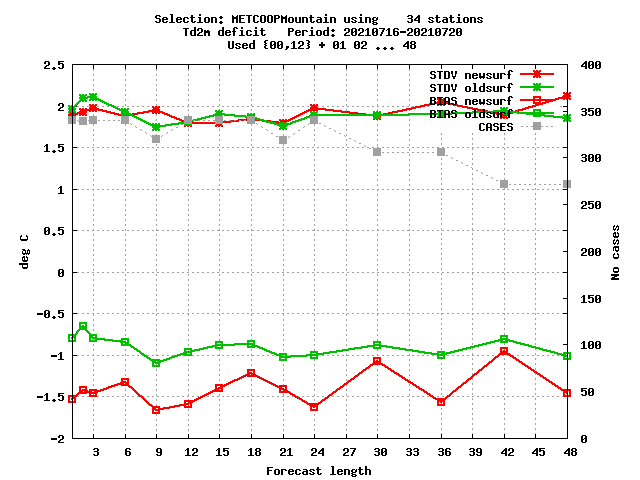 Selection: METCOOPMountain using    34 stations
Td2m deficit   Period: 20210716-20210720
Used {00,12} + 01 02 ... 48
STDV newsurf
STDV oldsurf
BIAS newsurf
BIAS oldsurf
CASES
2.5
2
1.5
1
0.5
0
-0.5
-1
-1.5
-2
deg C
400
350
300
250
200
150
100
50
0
No cases
3 6 9 12 15 18 21 24 27 30 33 36 39 42 45 48
Forecast length